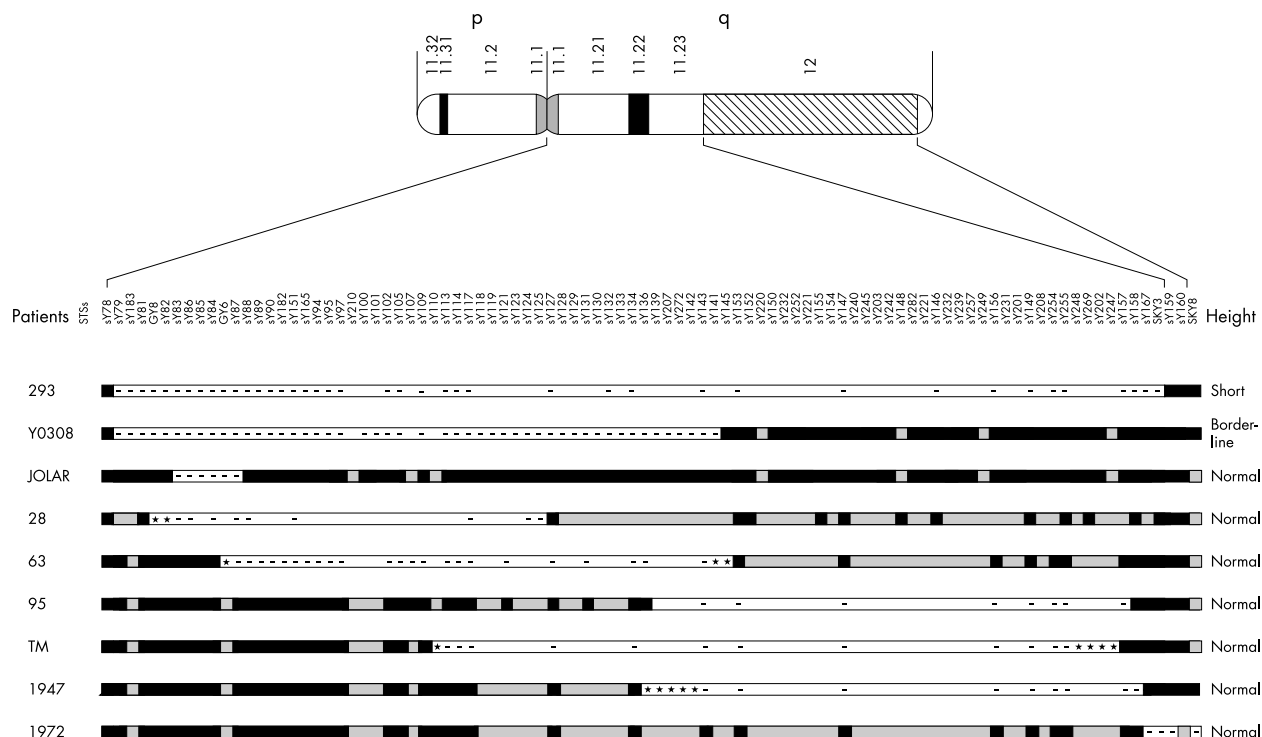 p
q
11.32
11.31
11.2
11.1
11.1
11.21
11.22
11.23
12
Patients
STSs
sY78
sY79
sY183
sY81
GY8
sY82
sY83
sY86
sY85
sY84
GY6
sY87
sY88
sY89
sY90
sY182
sY151
sY165
sY94
sY95
sY97
sY210
sY100
sY101
sY102
sY105
sY107
sY109
sY110
sY113
sY114
sY117
sY118
sY119
sY121
sY123
sY124
sY125
sY127
sY128
sY129
sY131
sY130
sY132
sY133
sY134
sY136
sY139
sY207
sY272
sY142
sY143
sY141
sY145
sY153
sY152
sY220
sY150
sY232
sY252
sY221
sY155
sY154
sY147
sY240
sY245
sY203
sY242
sY148
sY282
sY221
sY146
sY232
sY239
sY257
sY249
sY156
sY231
sY201
sY149
sY208
sY254
sY255
sY248
sY269
sY202
sY247
sY157
sY158
sY167
SKY3
sY159
sY160
SKY8
Height
293 Short
Y0308 Border-
line
JOLAR Normal
28 Normal
63 Normal
95 Normal
TM Normal
1947 Normal
1972 Normal